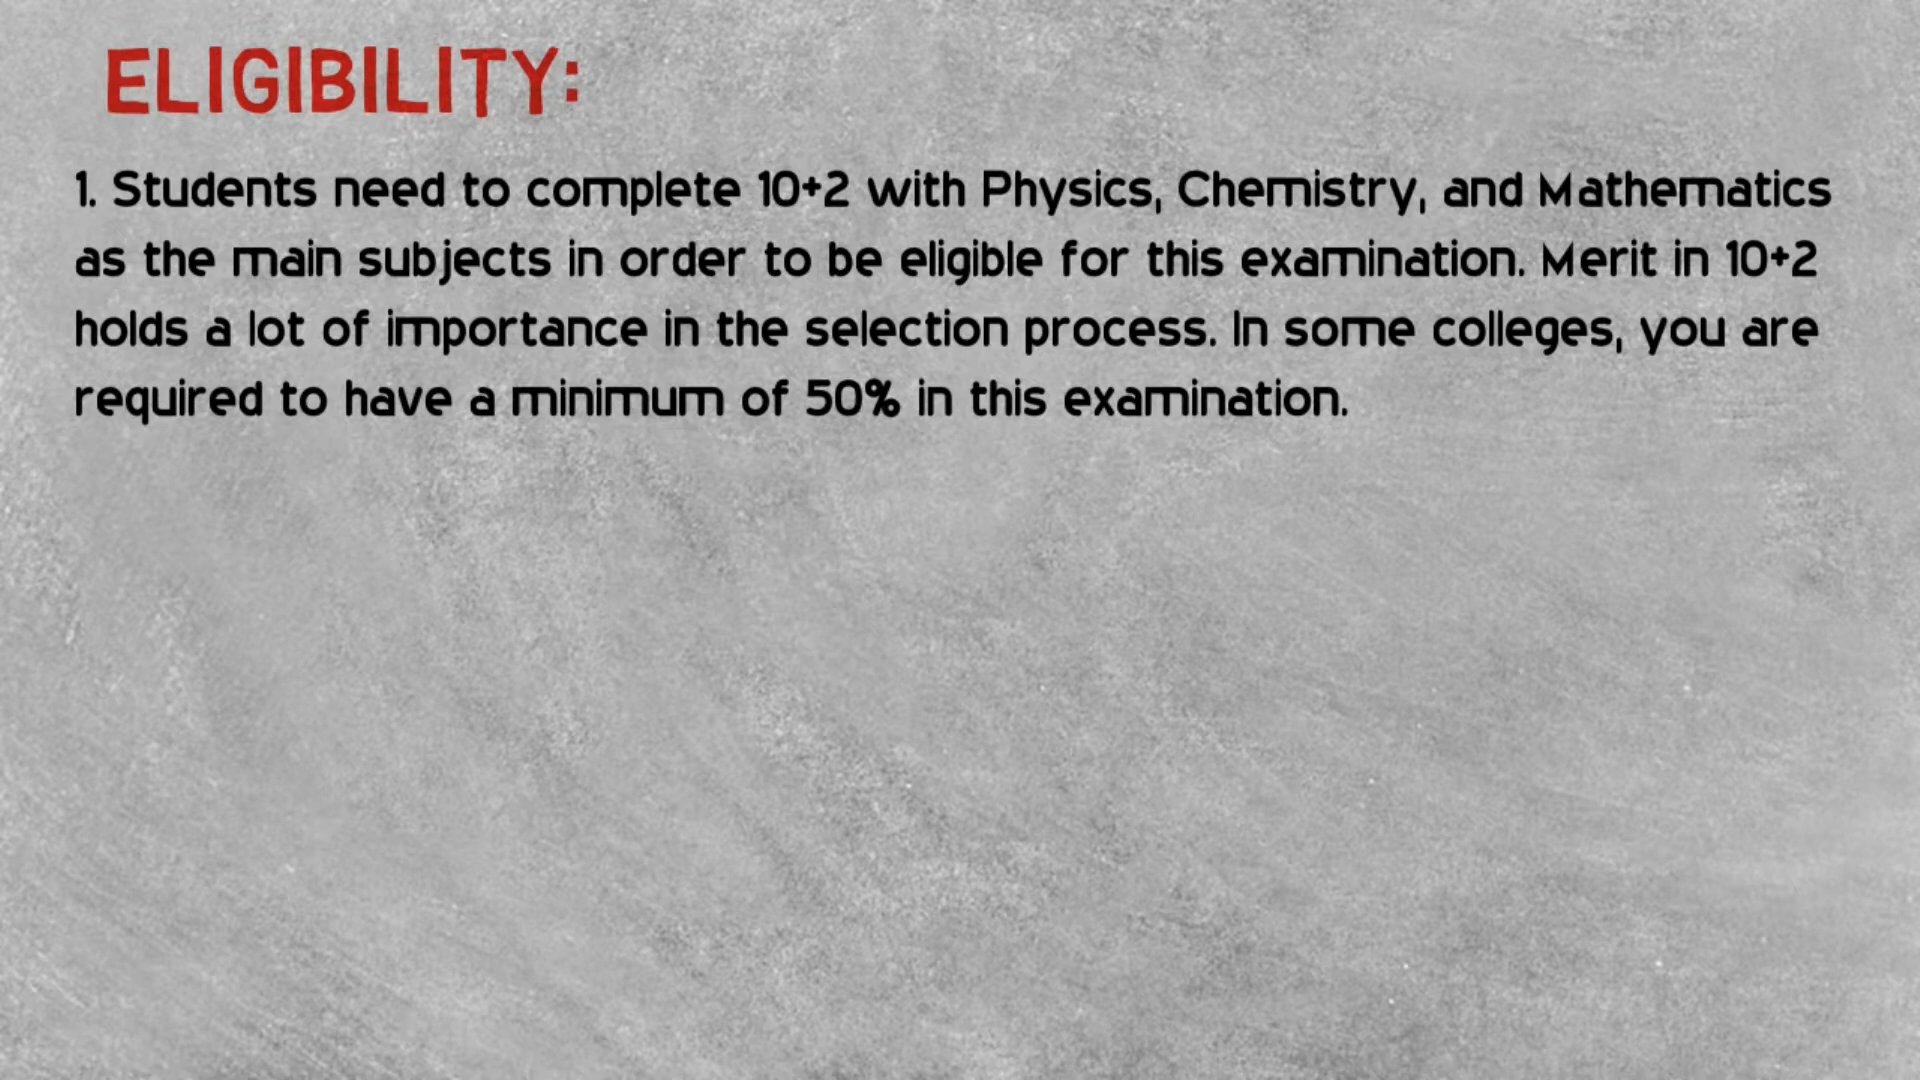 ELIGIBILITY:
1. Students need to complete 10+2 with Physics, Chemistry, and Mathematics
as the main subjects in order to be eligible for this examination. Merit in 10+2
holds a lot of importance in the selection process. In some colleges, you are
required to have a minimum of 50% in this examination.